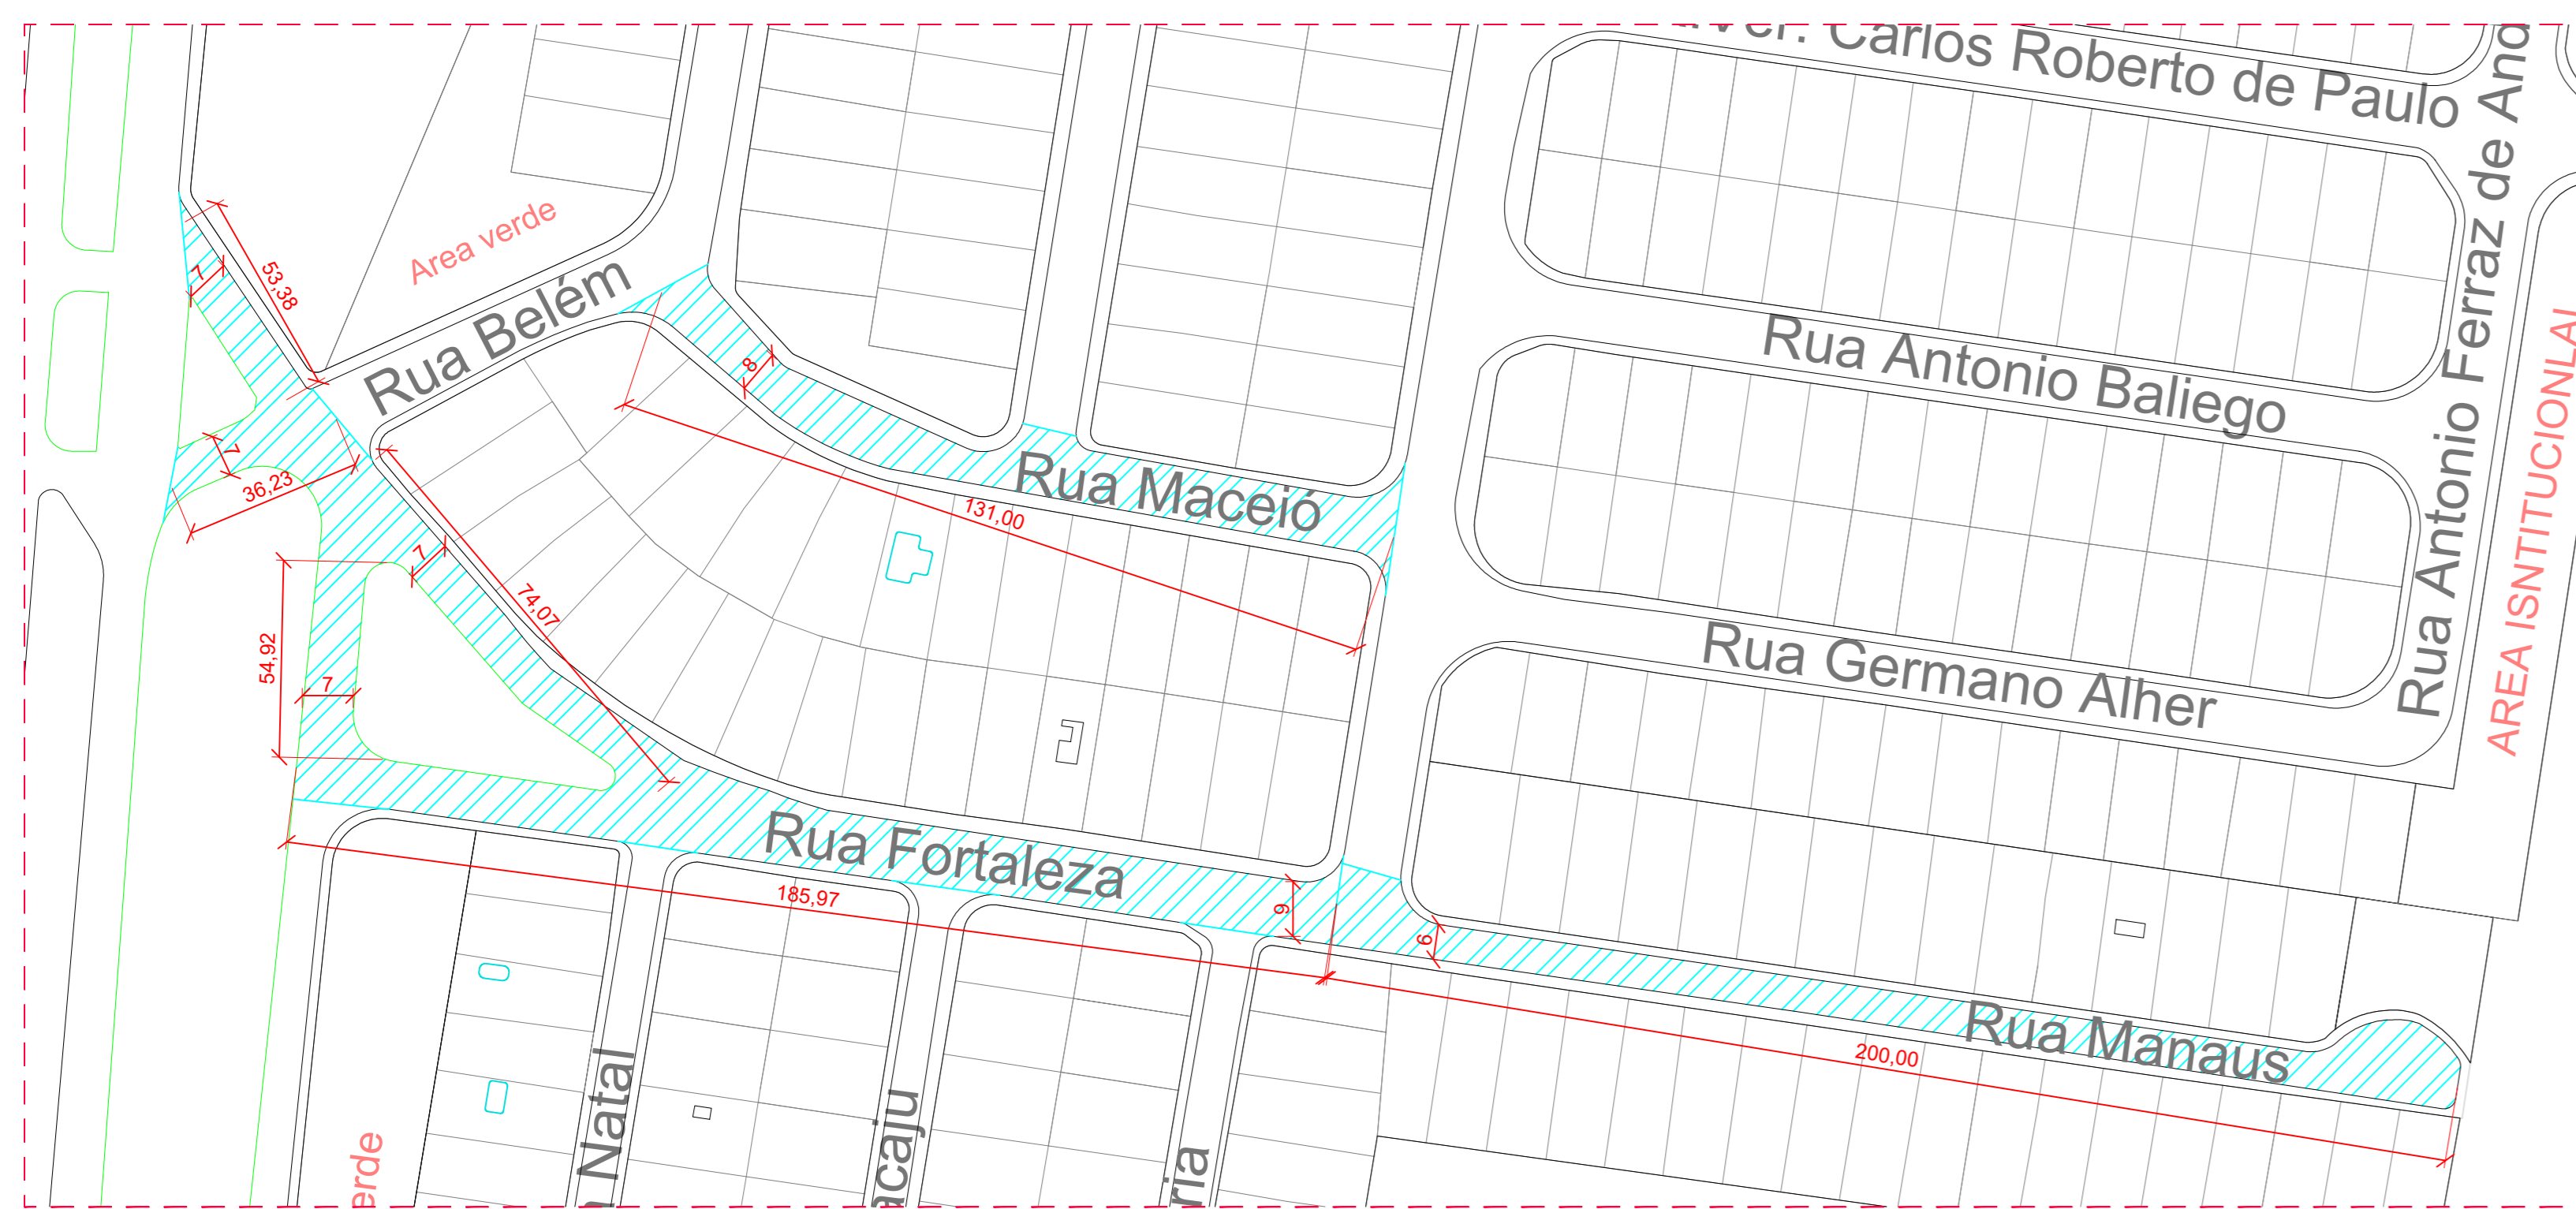 Carlos Roberto de Paulo
Rua Antonio Ferraz de And
AREA ISNTITUCIONLAL
Area verde
Rua Belém
Rua Antonio Baliego
53,38
7
8
7
36,23
Rua Maceió
131,00
7
74,07
54,92
7
Rua Germano Alher
Rua Fortaleza
185,97
9
6
Rua Manaus
200,00
Natal
acaju
ria
erde